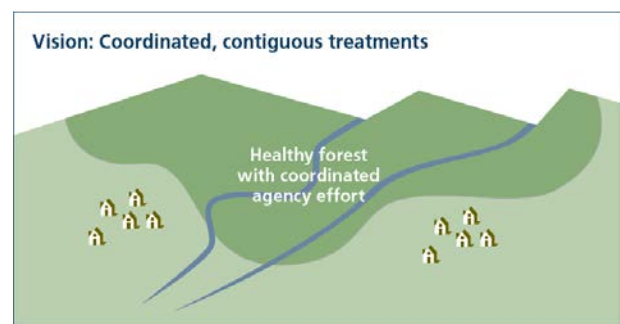 Vision: Coordinated, contiguous treatments
Healthy forest
with coordinated
agency effort